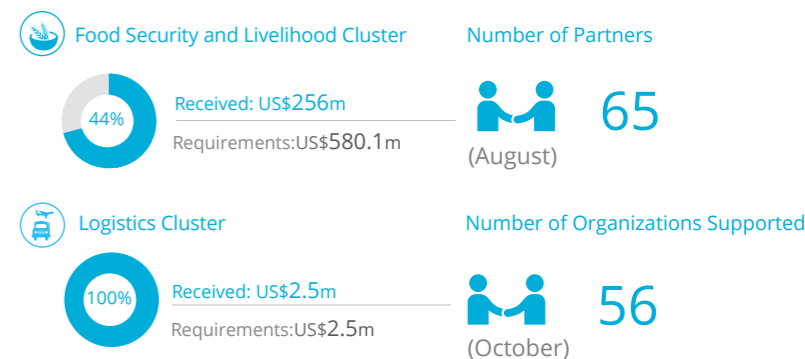 Food Security and Livelihood Cluster
Number of Partners
44%
Received: US$256m
Requirements:US$580.1m
65
(August)
Logistics Cluster
Number of Organizations Supported
100%
Received: US$2.5m
Requirements:US$2.5m
56
(October)